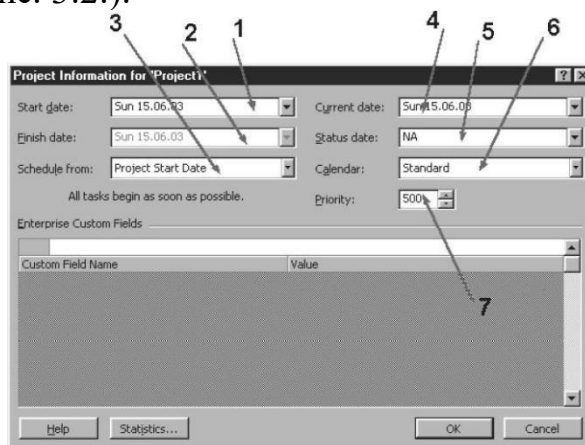 3 2 1 4 5 6
Project Information for 'Project1'
Start date: Sun 15.06.03 Current date: Sun 15.06.03
Finish date: Sun 15.06.03 Status date: NA
Schedule from: Project Start Date Calendar: Standard
All tasks begin as soon as possible. Priority: 500
Enterprise Custom Fields
Custom Field Name Value
7
Help Statistics... OK Cancel